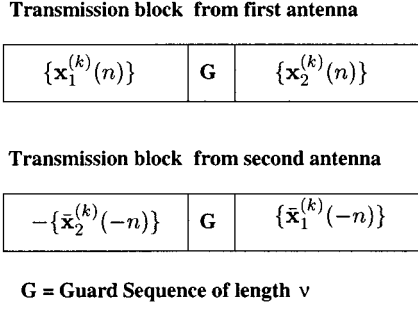 Transmission block from first antenna
{x₁^(k)(n)} G {x₂^(k)(n)}
Transmission block from second antenna
−{x̄₂^(k)(−n)} G {x̄₁^(k)(−n)}
G = Guard Sequence of length ν